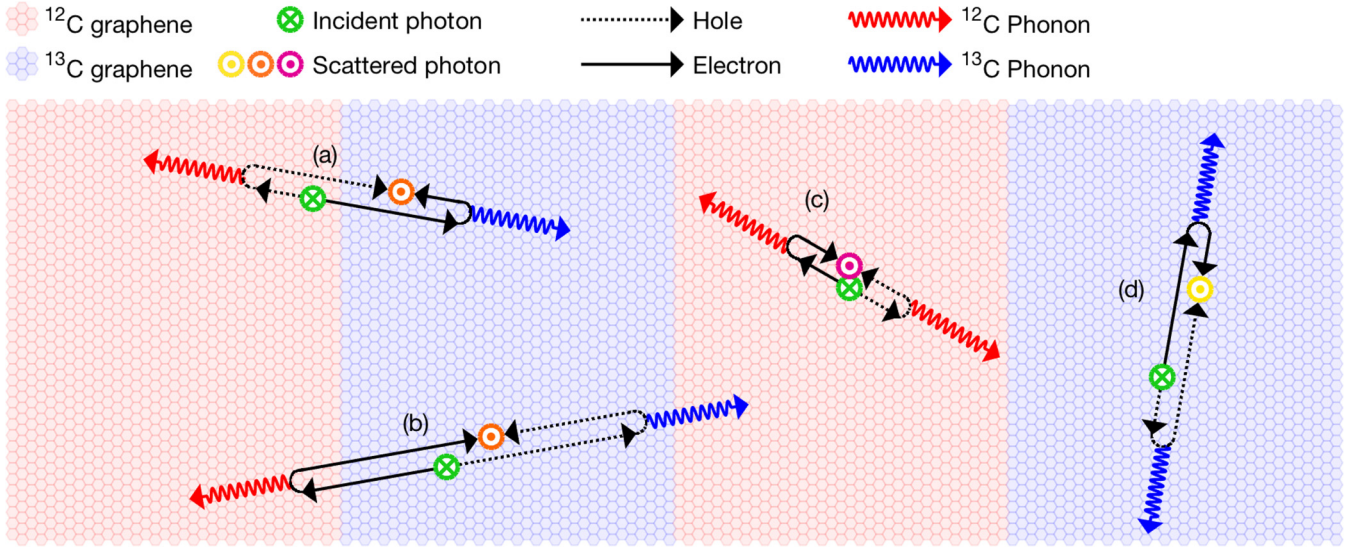 ¹²C graphene Incident photon Hole ¹²C Phonon
¹³C graphene Scattered photon Electron ¹³C Phonon
(a)
(c)
(d)
(b)